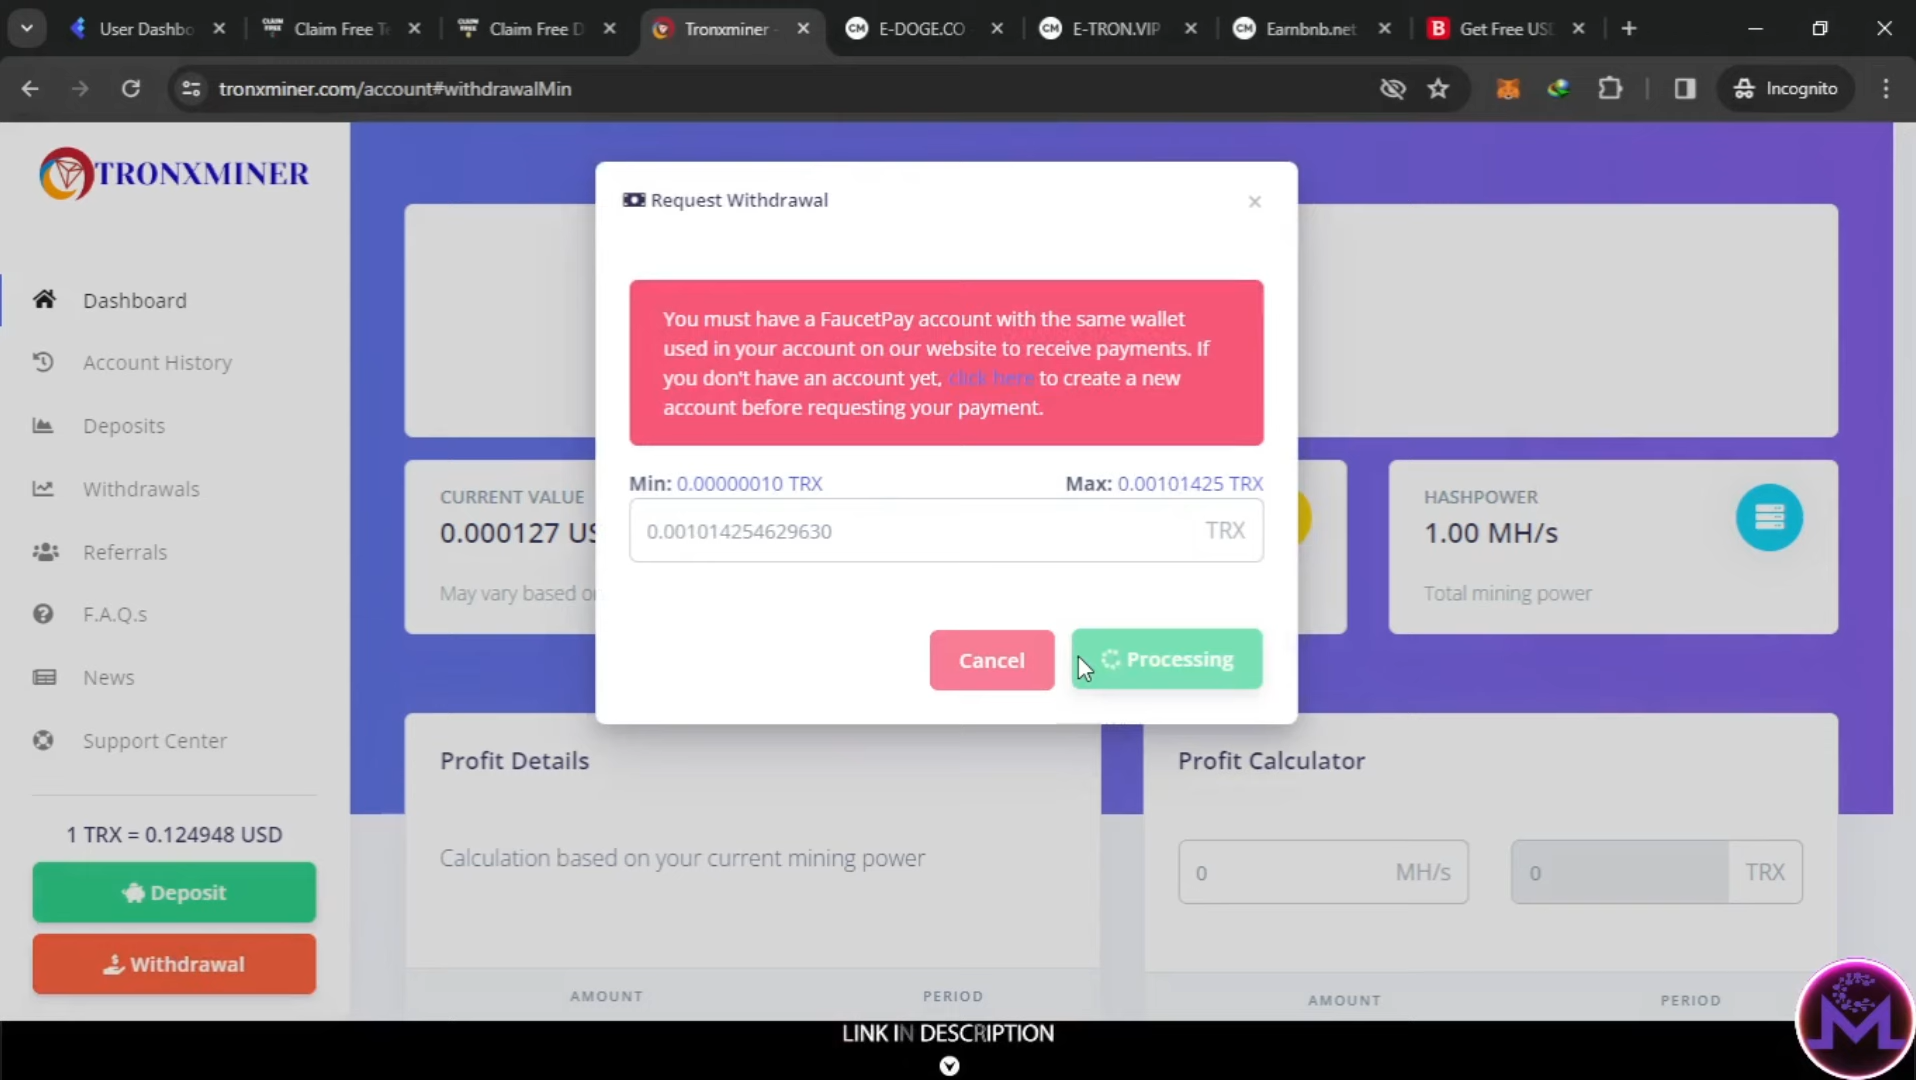 User Dashbo
Claim Free T
Claim Free D
Tronxminer -
E-DOGE.CO
E-TRON.VIP
Earnbnb.net
Get Free US
tronxminer.com/account#withdrawalMin
Incognito
TRONXMINER
Dashboard
Account History
Deposits
Withdrawals
Referrals
F.A.Q.s
News
Support Center
1 TRX = 0.124948 USD
Deposit
Withdrawal
Request Withdrawal
×
You must have a FaucetPay account with the same wallet
used in your account on our website to receive payments. If
you don't have an account yet, click here to create a new
account before requesting your payment.
Min: 0.00000010 TRX
Max: 0.00101425 TRX
0.001014254629630
TRX
Cancel
Processing
CURRENT VALUE
0.000127 US
May vary based on
HASHPOWER
1.00 MH/s
Total mining power
Profit Details
Calculation based on your current mining power
AMOUNT
PERIOD
Profit Calculator
0
MH/s
0
TRX
AMOUNT
PERIOD
LINK IN DESCRIPTION